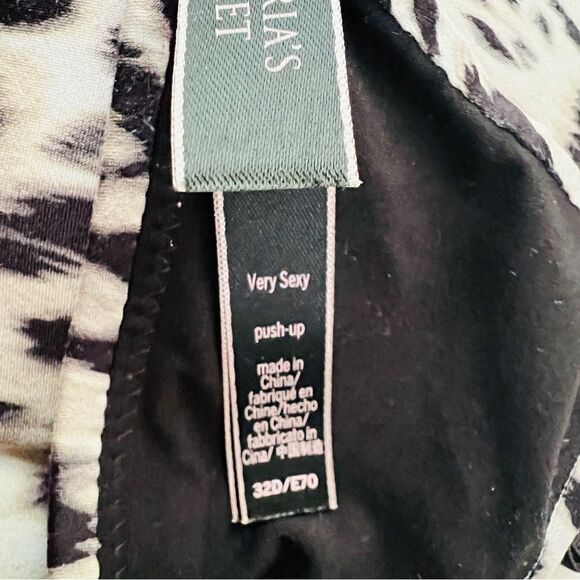 RIA'S
ET
Very Sexy
push-up
made in
China/
fabriqué en
Chine/hecho
en China/
fabbricato in
Cina/ 中国制造
32D/E70